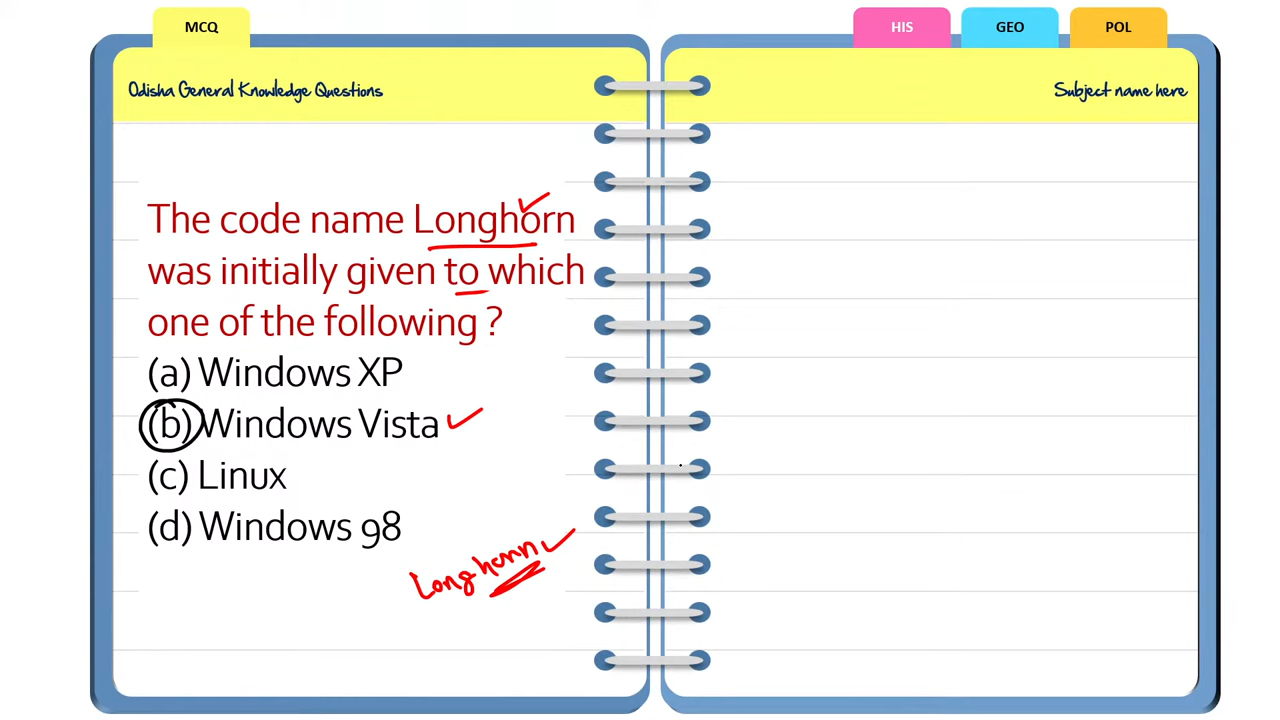 MCQ
HIS
GEO
POL
Odisha General Knowledge Questions
Subject name here
The code name Longhorn
was initially given to which
one of the following ?
(a) Windows XP
(b) Windows Vista
(c) Linux
(d) Windows 98
Longhorn